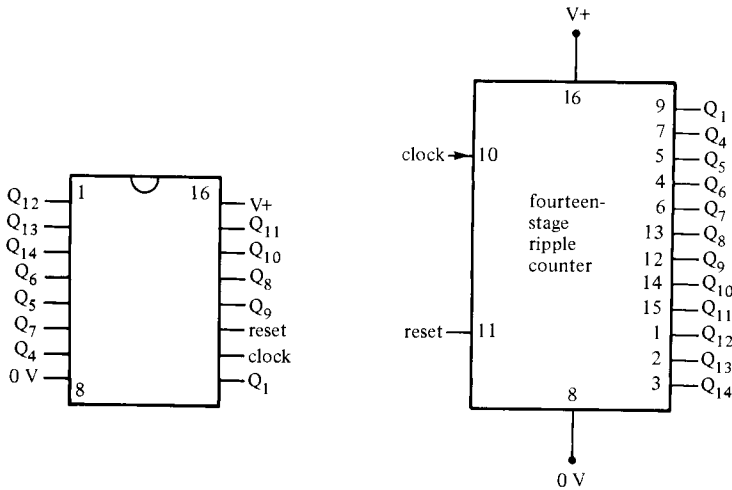 Q12
Q13
Q14
Q6
Q5
Q7
Q4
0 V
1
8
16
V+
Q11
Q10
Q8
Q9
reset
clock
Q1
V+
16
clock
10
reset
11
fourteen-
stage
ripple
counter
9 Q1
7 Q4
5 Q5
4 Q6
6 Q7
13 Q8
12 Q9
14 Q10
15 Q11
1 Q12
2 Q13
3 Q14
8
0 V